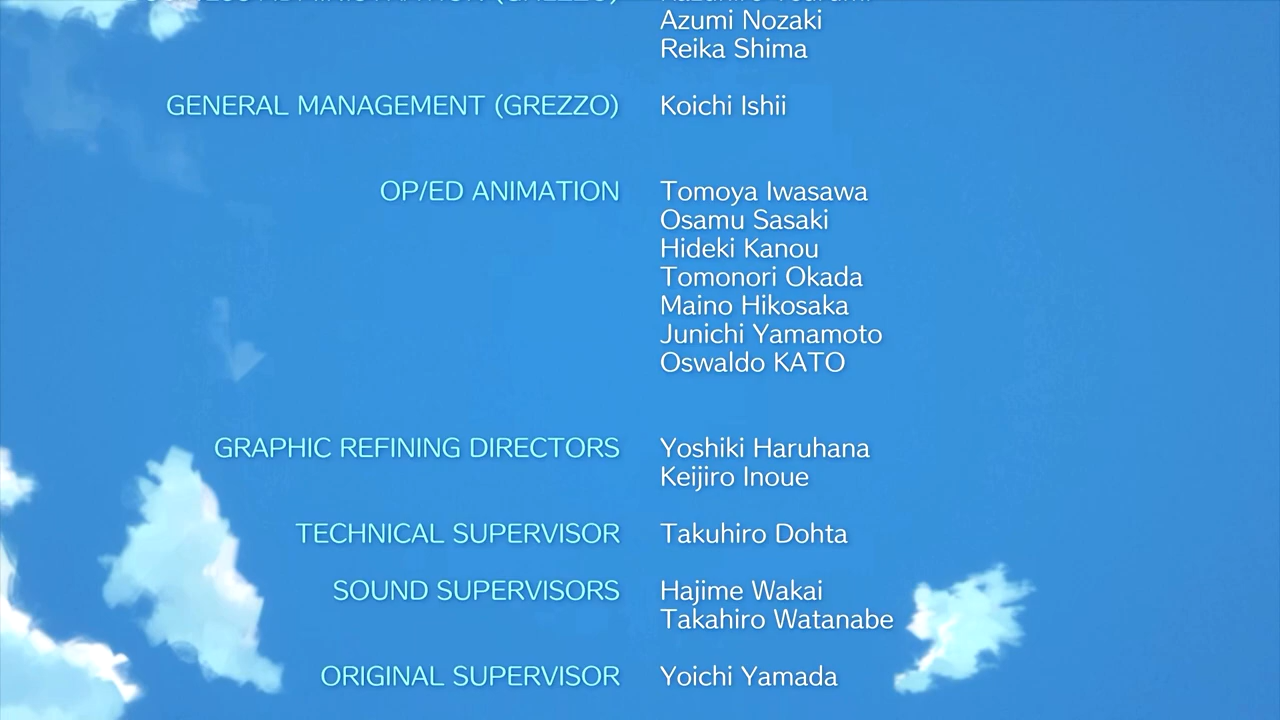 Azumi Nozaki
Reika Shima
GENERAL MANAGEMENT (GREZZO) Koichi Ishii
OP/ED ANIMATION Tomoya Iwasawa
Osamu Sasaki
Hideki Kanou
Tomonori Okada
Maino Hikosaka
Junichi Yamamoto
Oswaldo KATO
GRAPHIC REFINING DIRECTORS Yoshiki Haruhana
Keijiro Inoue
TECHNICAL SUPERVISOR Takuhiro Dohta
SOUND SUPERVISORS Hajime Wakai
Takahiro Watanabe
ORIGINAL SUPERVISOR Yoichi Yamada